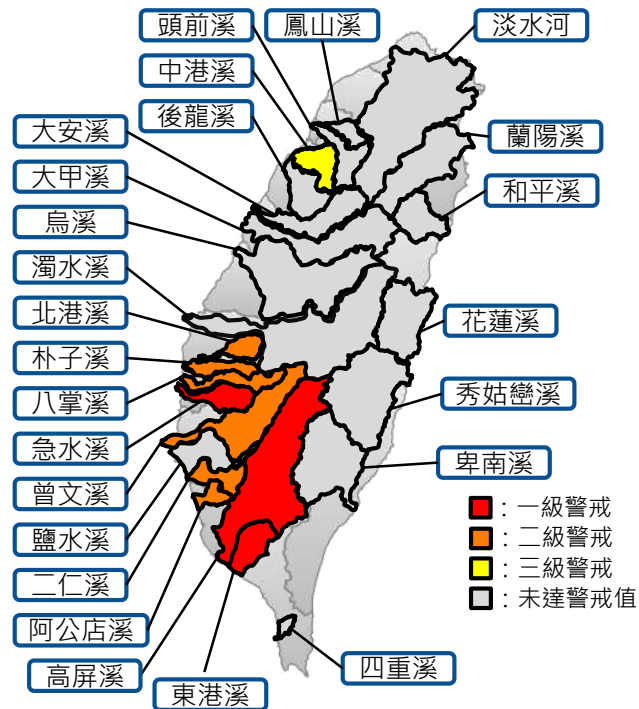 頭前溪
鳳山溪
淡水河
中港溪
後龍溪
大安溪
蘭陽溪
大甲溪
和平溪
烏溪
濁水溪
北港溪
花蓮溪
朴子溪
八掌溪
秀姑巒溪
急水溪
卑南溪
曾文溪
鹽水溪
二仁溪
阿公店溪
高屏溪
東港溪
四重溪
：一級警戒
：二級警戒
：三級警戒
：未達警戒值